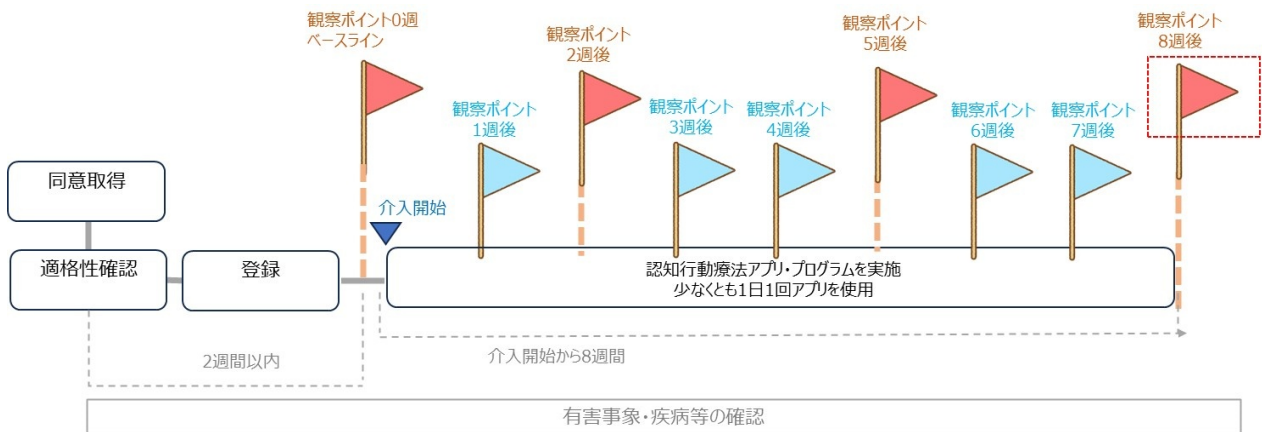 観察ポイント0週
ベースライン
観察ポイント
2週後
観察ポイント
5週後
観察ポイント
8週後
観察ポイント
1週後
観察ポイント
3週後
観察ポイント
4週後
観察ポイント
6週後
観察ポイント
7週後
同意取得
介入開始
適格性確認
登録
認知行動療法アプリ・プログラムを実施
少なくとも1日1回アプリを使用
2週間以内
介入開始から8週間
有害事象・疾病等の確認